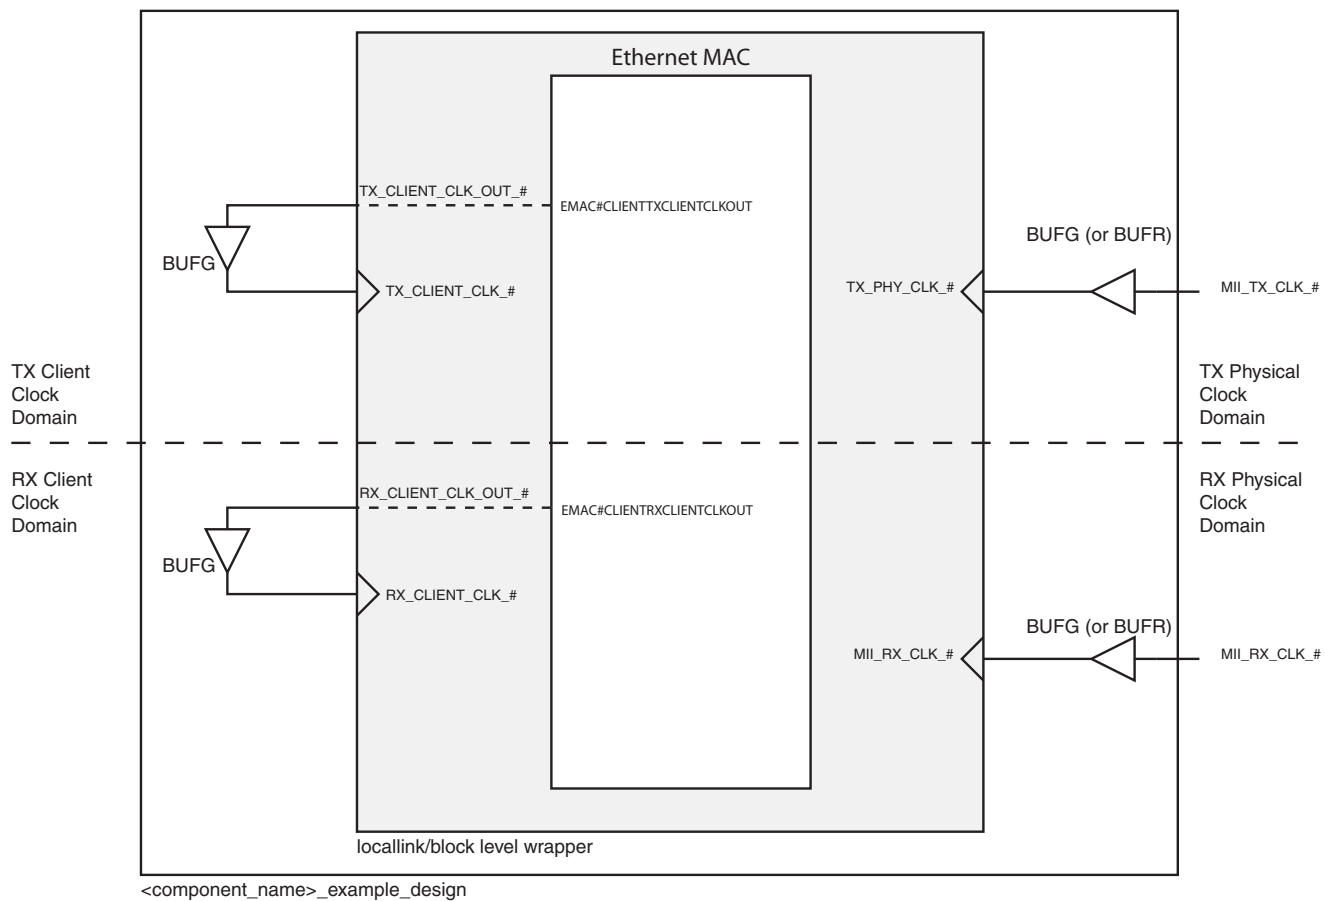 Ethernet MAC
TX_CLIENT_CLK_OUT_#
EMAC#CLIENTTXCLIENTCLKOUT
BUFG
TX_CLIENT_CLK_#
BUFG (or BUFR)
TX_PHY_CLK_#
MII_TX_CLK_#
TX Client
Clock
Domain
TX Physical
Clock
Domain
RX Client
Clock
Domain
RX Physical
Clock
Domain
RX_CLIENT_CLK_OUT_#
EMAC#CLIENTRXCLIENTCLKOUT
BUFG
RX_CLIENT_CLK_#
BUFG (or BUFR)
MII_RX_CLK_#
MII_RX_CLK_#
locallink/block level wrapper
<component_name>_example_design